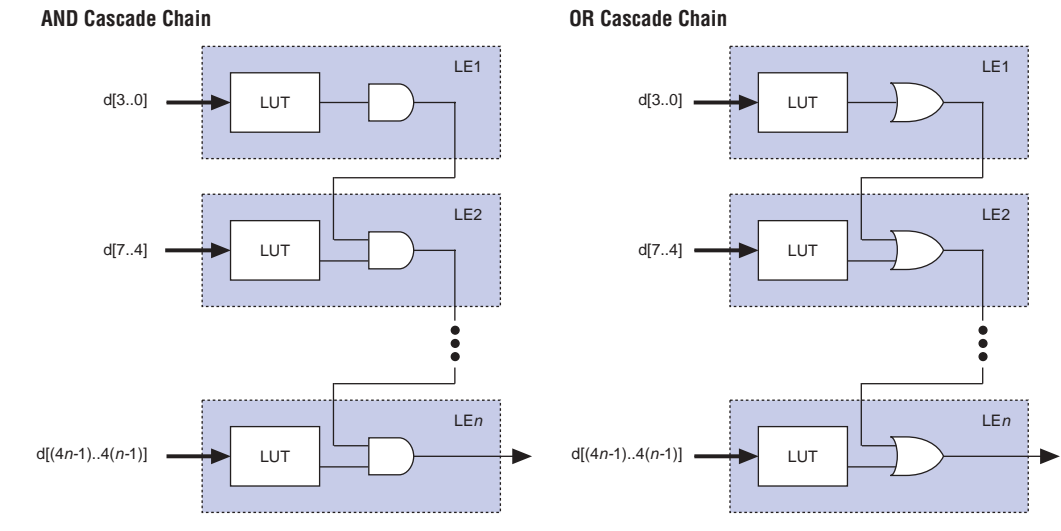 AND Cascade Chain
OR Cascade Chain
LE1
d[3..0]
LUT
LE2
d[7..4]
LUT
LEn
d[(4n-1)..4(n-1)]
LUT
LE1
d[3..0]
LUT
LE2
d[7..4]
LUT
LEn
d[(4n-1)..4(n-1)]
LUT